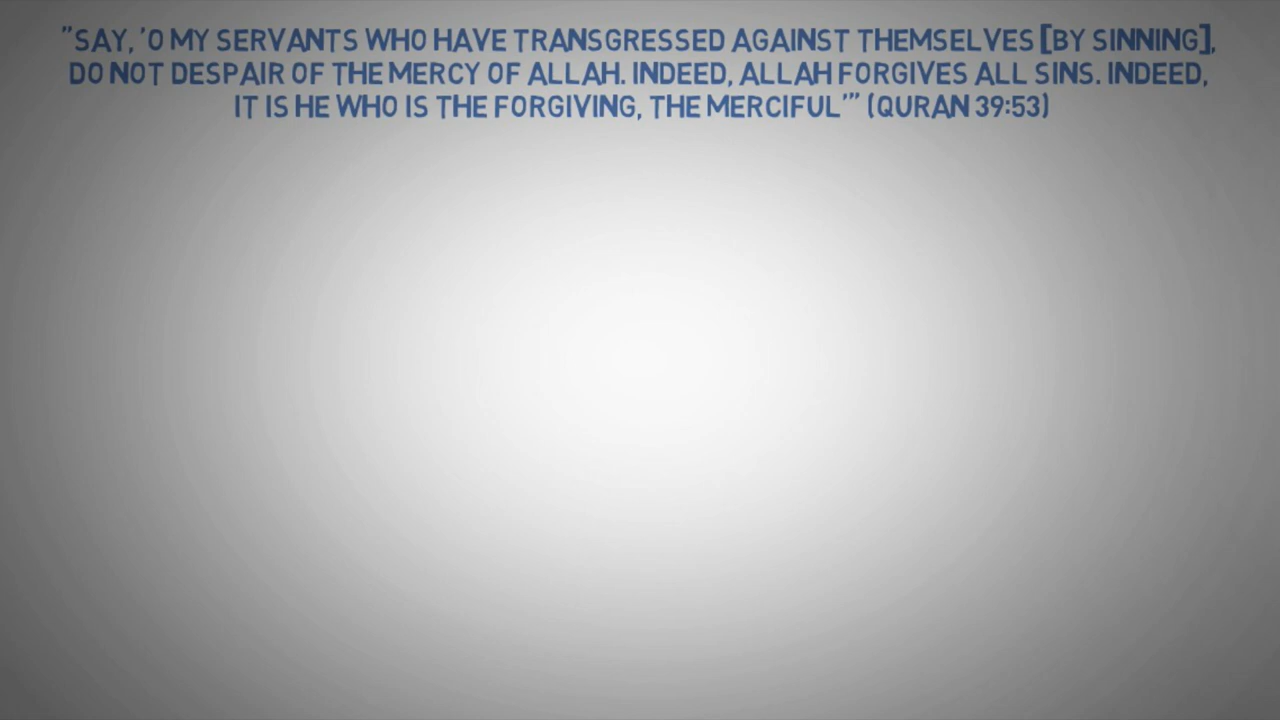 "SAY, 'O MY SERVANTS WHO HAVE TRANSGRESSED AGAINST THEMSELVES [BY SINNING],
DO NOT DESPAIR OF THE MERCY OF ALLAH. INDEED, ALLAH FORGIVES ALL SINS. INDEED,
IT IS HE WHO IS THE FORGIVING, THE MERCIFUL'" (QURAN 39:53)